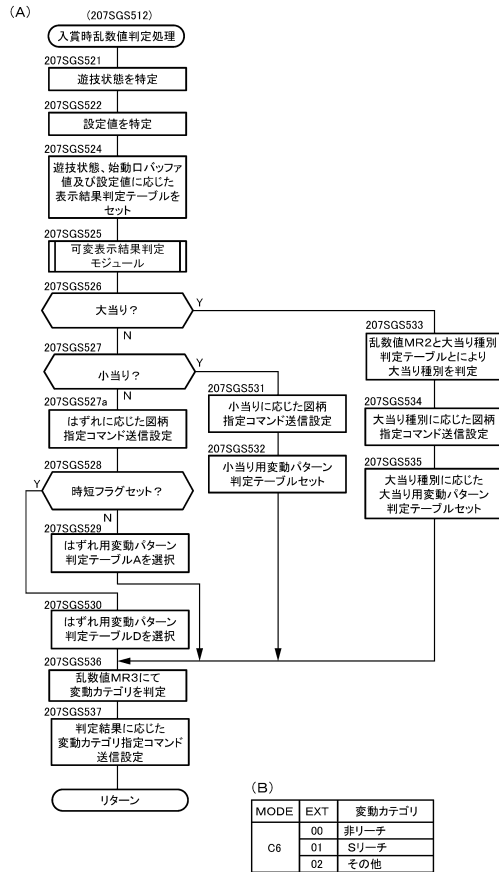 (A)
(207SGS512)
入賞時乱数値判定処理
207SGS521
遊技状態を特定
207SGS522
設定値を特定
207SGS524
遊技状態、始動口バッファ
値及び設定値に応じた
表示結果判定テーブルを
セット
207SGS525
可変表示結果判定
モジュール
207SGS526
大当り？
Y
N
207SGS527
小当り？
Y
N
207SGS527a
はずれに応じた図柄
指定コマンド送信設定
207SGS528
時短フラグセット？
Y
N
207SGS529
はずれ用変動パターン
判定テーブルAを選択
207SGS530
はずれ用変動パターン
判定テーブルDを選択
207SGS531
小当りに応じた図柄
指定コマンド送信設定
207SGS532
小当り用変動パターン
判定テーブルセット
207SGS533
乱数値MR2と大当り種別
判定テーブルとにより
大当り種別を判定
207SGS534
大当り種別に応じた図柄
指定コマンド送信設定
207SGS535
大当り種別に応じた
大当り用変動パターン
判定テーブルセット
207SGS536
乱数値MR3にて
変動カテゴリを判定
207SGS537
判定結果に応じた
変動カテゴリ指定コマンド
送信設定
リターン
(B)
MODE EXT 変動カテゴリ
C6 00 非リーチ
01 Sリーチ
02 その他